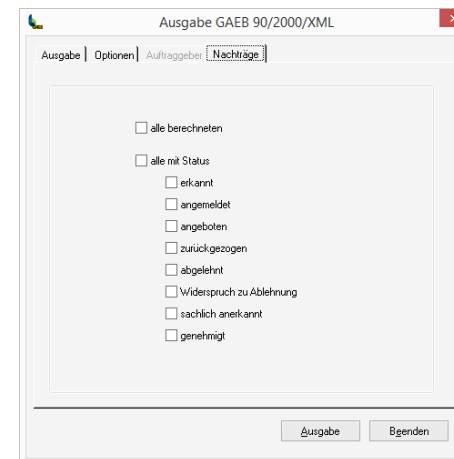 Ausgabe GAEB 90/2000/XML
Ausgabe Optionen Auftraggeber Nachträge
alle berechneten
alle mit Status
erkannt
angemeldet
angeboten
zurückgezogen
abgelehnt
Widerspruch zu Ablehnung
sachlich anerkannt
genehmigt
Ausgabe Beenden